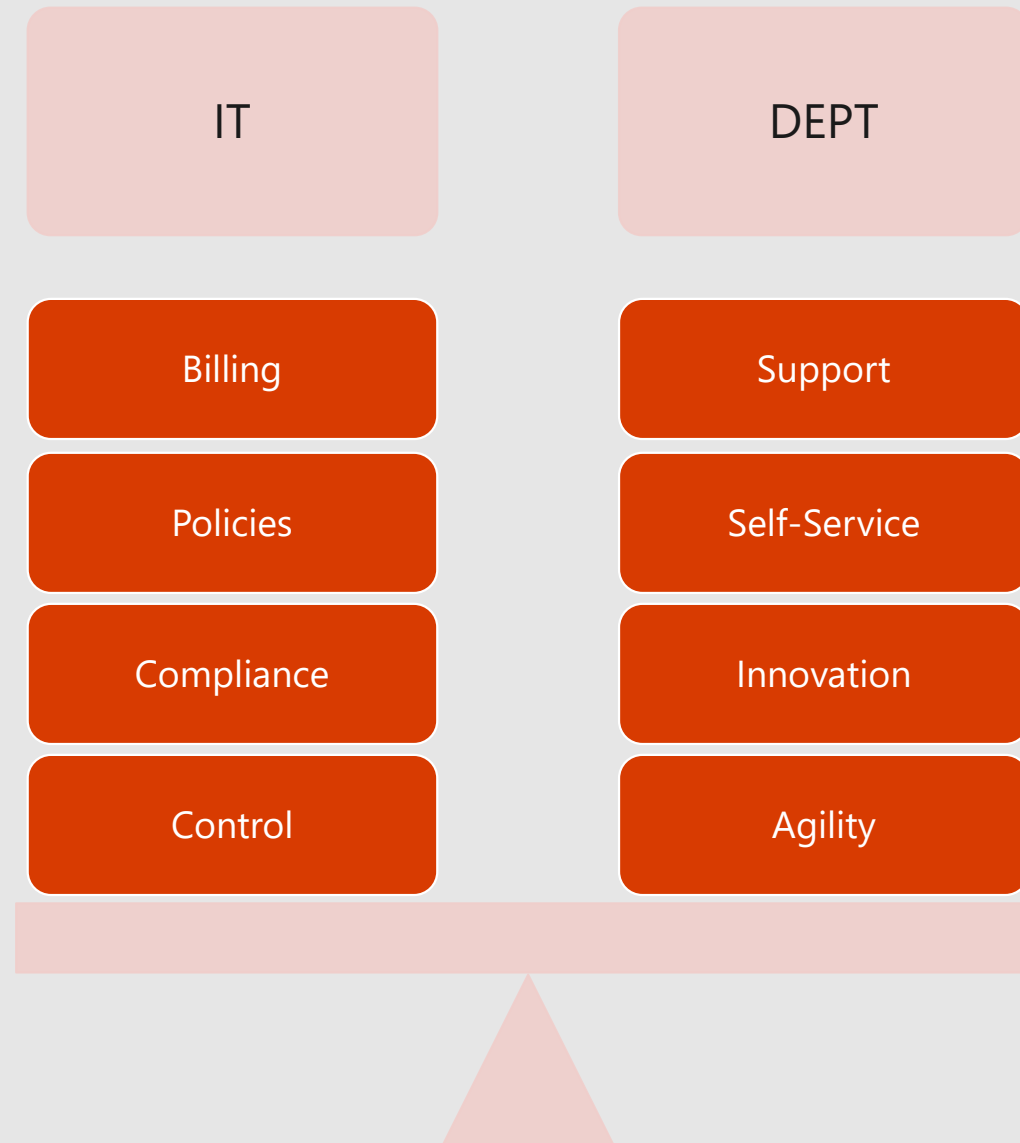 IT
DEPT
Billing
Support
Policies
Self-Service
Compliance
Innovation
Control
Agility